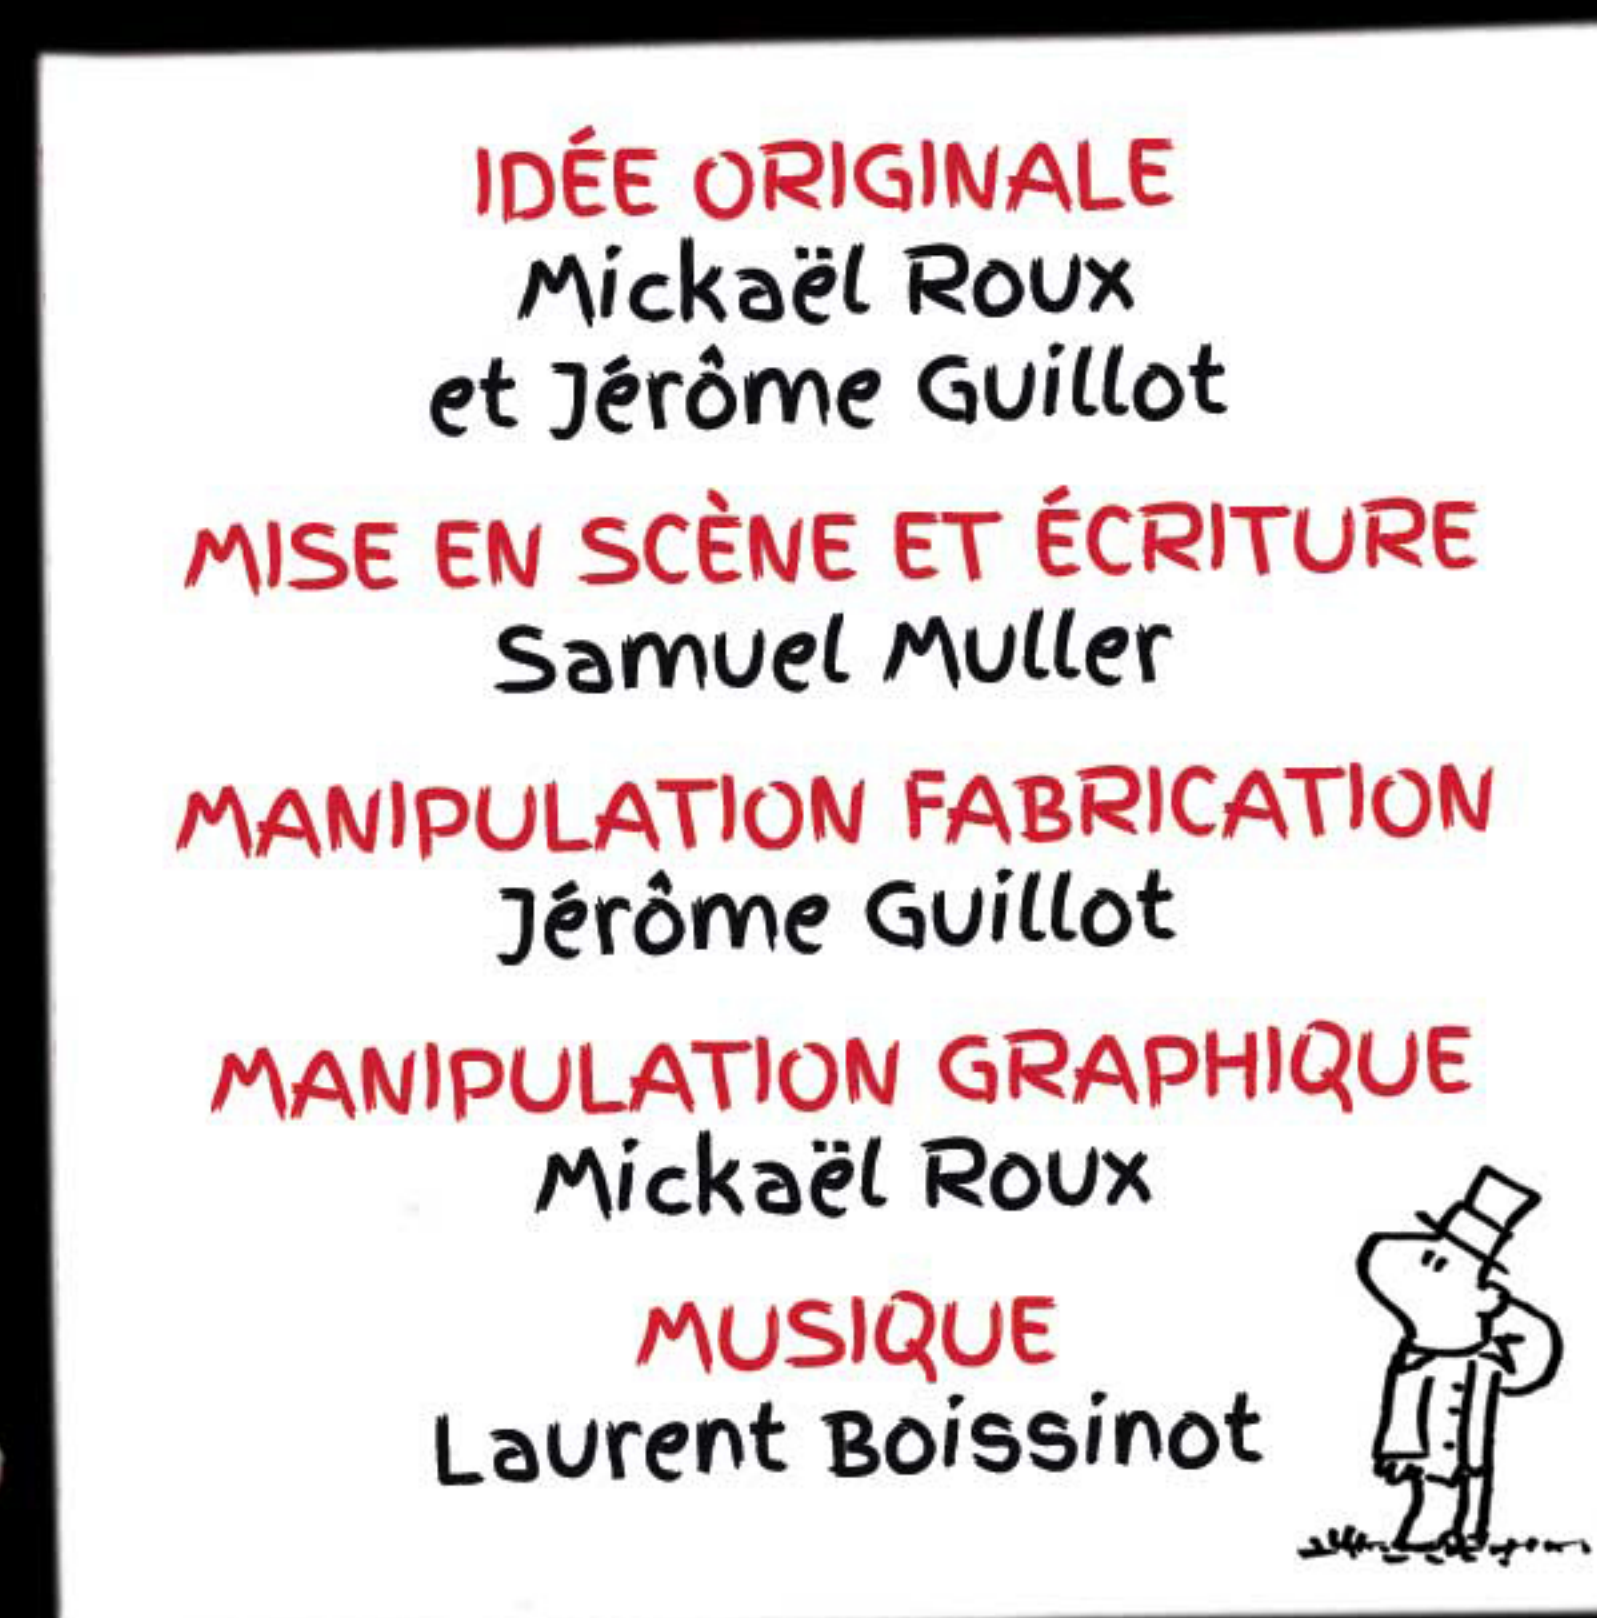 IDÉE ORIGINALE
Mickaël Roux
et Jérôme Guillot
MISE EN SCÈNE ET ÉCRITURE
Samuel Muller
MANIPULATION FABRICATION
Jérôme Guillot
MANIPULATION GRAPHIQUE
Mickaël Roux
MUSIQUE
Laurent Boissinot